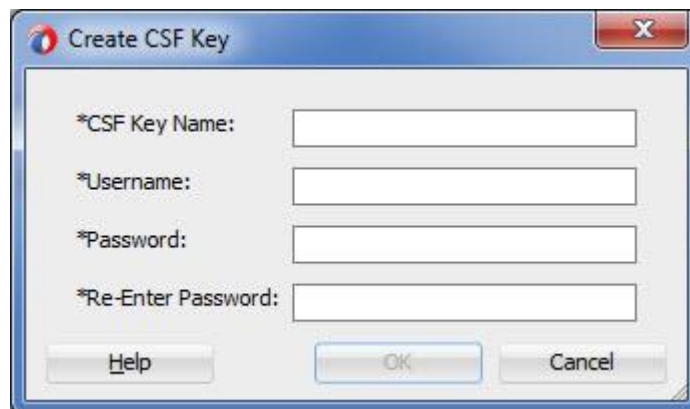 Create CSF Key
*CSF Key Name:
*Username:
*Password:
*Re-Enter Password:
Help OK Cancel